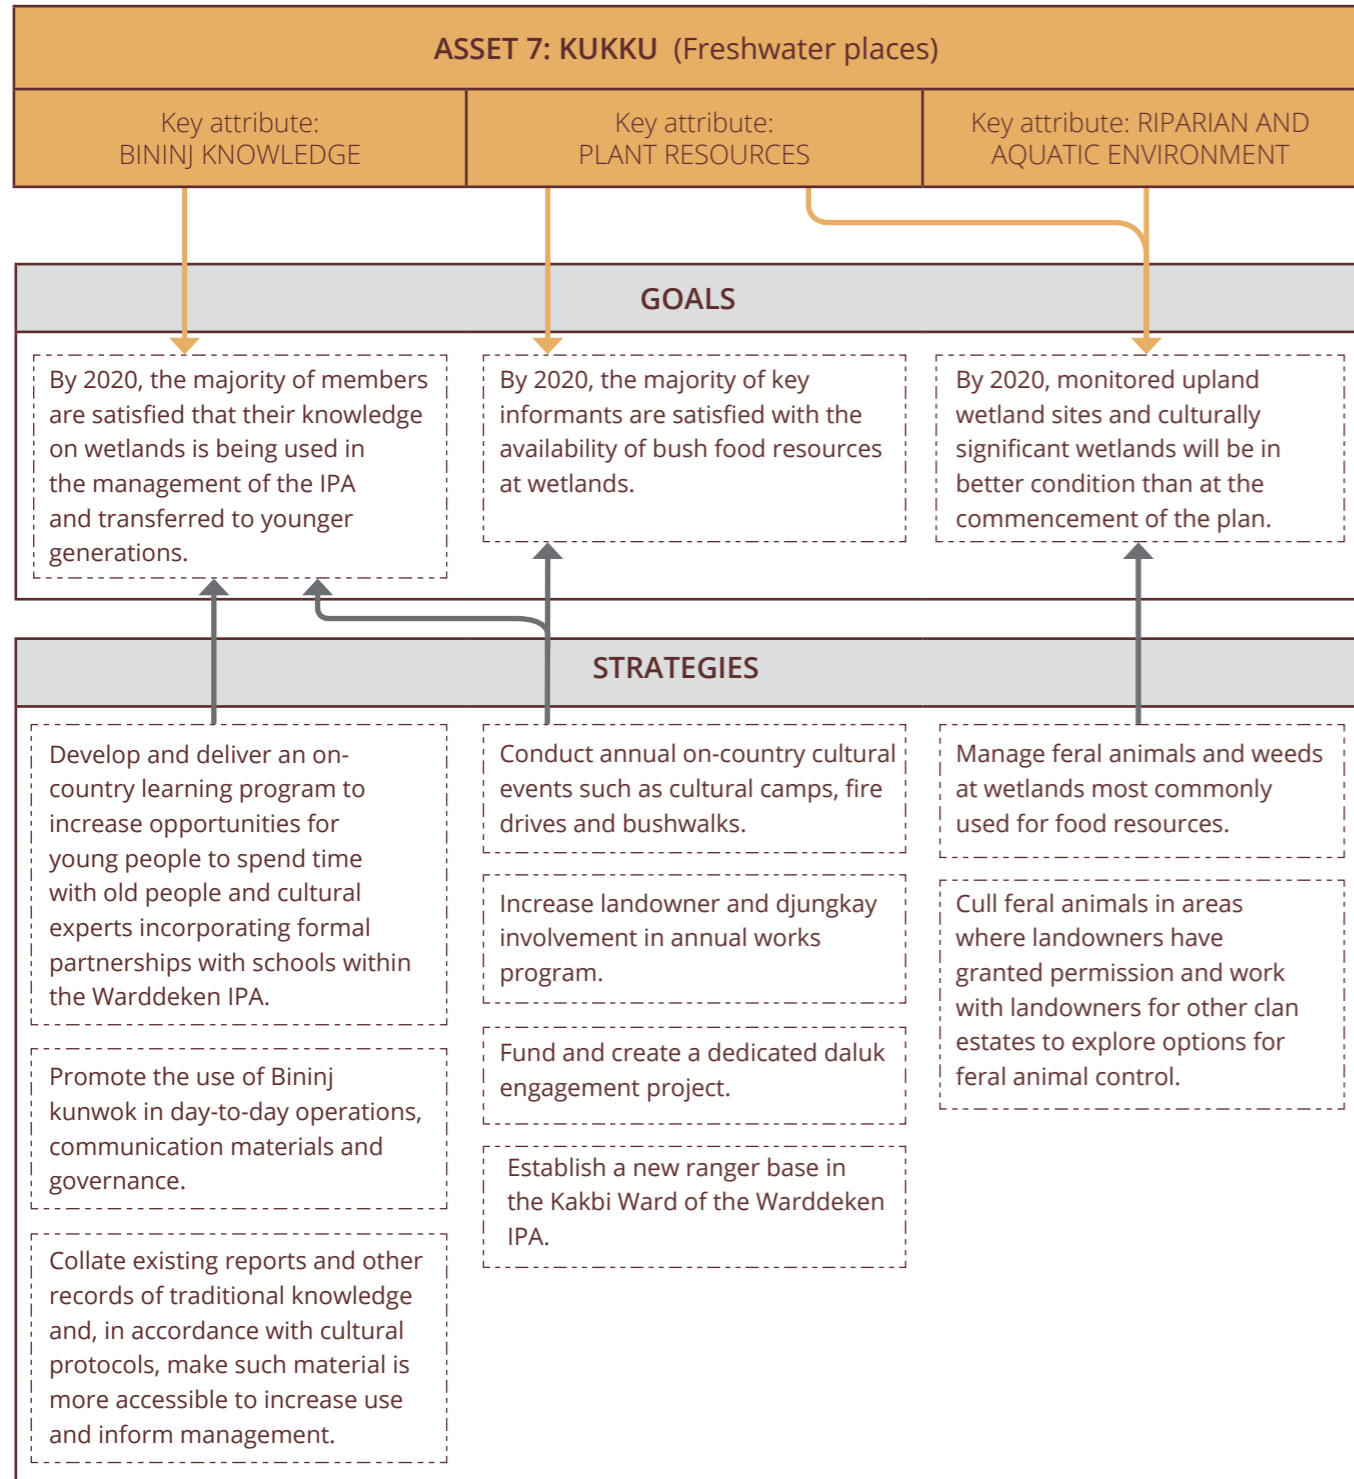 ASSET 7: KUKKU (Freshwater places)
Key attribute:
BININJ KNOWLEDGE
Key attribute:
PLANT RESOURCES
Key attribute: RIPARIAN AND
AQUATIC ENVIRONMENT
GOALS
By 2020, the majority of members
are satisfied that their knowledge
on wetlands is being used in
the management of the IPA
and transferred to younger
generations.
By 2020, the majority of key
informants are satisfied with the
availability of bush food resources
at wetlands.
By 2020, monitored upland
wetland sites and culturally
significant wetlands will be in
better condition than at the
commencement of the plan.
STRATEGIES
Develop and deliver an on-
country learning program to
increase opportunities for
young people to spend time
with old people and cultural
experts incorporating formal
partnerships with schools within
the Warddeken IPA.
Promote the use of Bininj
kunwok in day-to-day operations,
communication materials and
governance.
Collate existing reports and other
records of traditional knowledge
and, in accordance with cultural
protocols, make such material is
more accessible to increase use
and inform management.
Conduct annual on-country cultural
events such as cultural camps, fire
drives and bushwalks.
Increase landowner and djungkay
involvement in annual works
program.
Fund and create a dedicated daluk
engagement project.
Establish a new ranger base in
the Kakbi Ward of the Warddeken
IPA.
Manage feral animals and weeds
at wetlands most commonly
used for food resources.
Cull feral animals in areas
where landowners have
granted permission and work
with landowners for other clan
estates to explore options for
feral animal control.